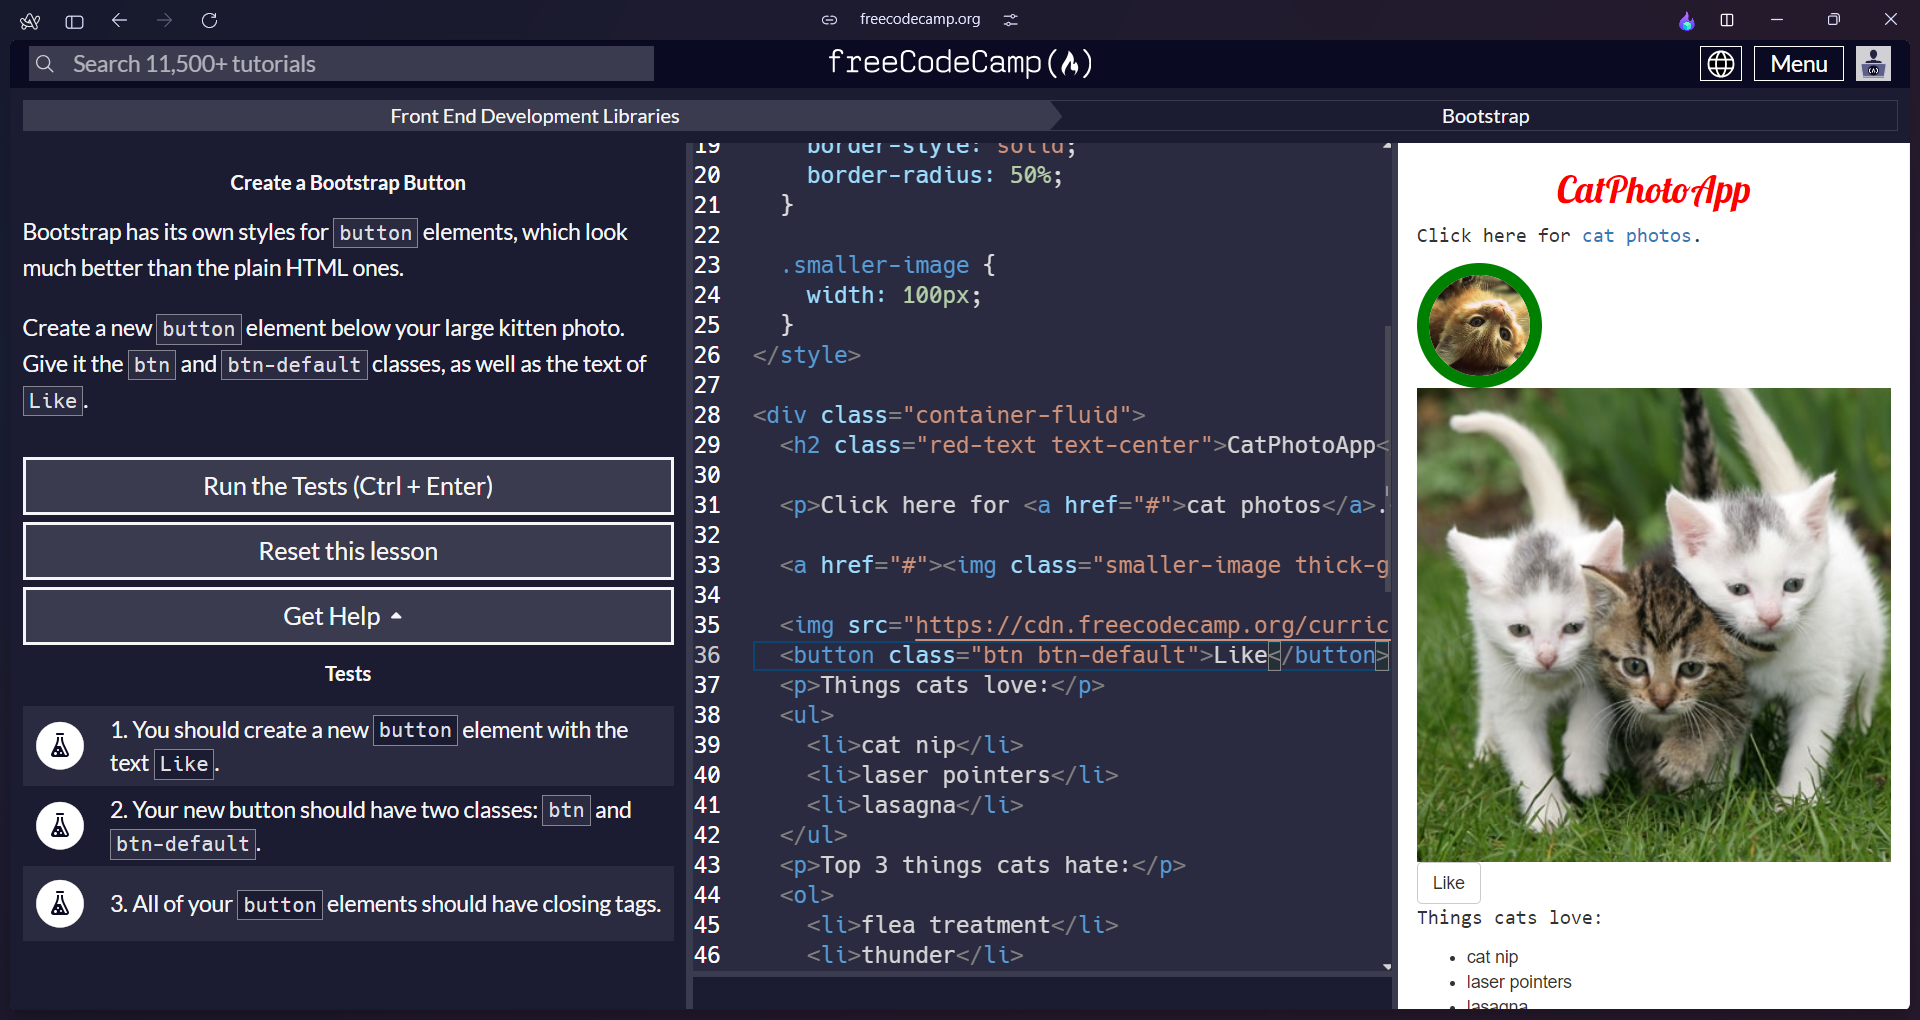 freecodecamp.org
Search 11,500+ tutorials
freeCodeCamp
Menu
Front End Development Libraries
Bootstrap
Create a Bootstrap Button
Bootstrap has its own styles for button elements, which look
much better than the plain HTML ones.
Create a new button element below your large kitten photo.
Give it the btn and btn-default classes, as well as the text of
Like.
Run the Tests (Ctrl + Enter)
Reset this lesson
Get Help
Tests
1. You should create a new button element with the
text Like.
2. Your new button should have two classes: btn and
btn-default.
3. All of your button elements should have closing tags.
19 border-style: solid;
20 border-radius: 50%;
21 }
22
23 .smaller-image {
24 width: 100px;
25 }
26 </style>
27
28 <div class="container-fluid">
29 <h2 class="red-text text-center">CatPhotoApp<
30
31 <p>Click here for <a href="#">cat photos</a>.
32
33 <a href="#"><img class="smaller-image thick-g
34
35 <img src="https://cdn.freecodecamp.org/curric
36 <button class="btn btn-default">Like</button>
37 <p>Things cats love:</p>
38 <ul>
39 <li>cat nip</li>
40 <li>laser pointers</li>
41 <li>lasagna</li>
42 </ul>
43 <p>Top 3 things cats hate:</p>
44 <ol>
45 <li>flea treatment</li>
46 <li>thunder</li>
CatPhotoApp
Click here for cat photos.
Like
Things cats love:
• cat nip
• laser pointers
• lasagna